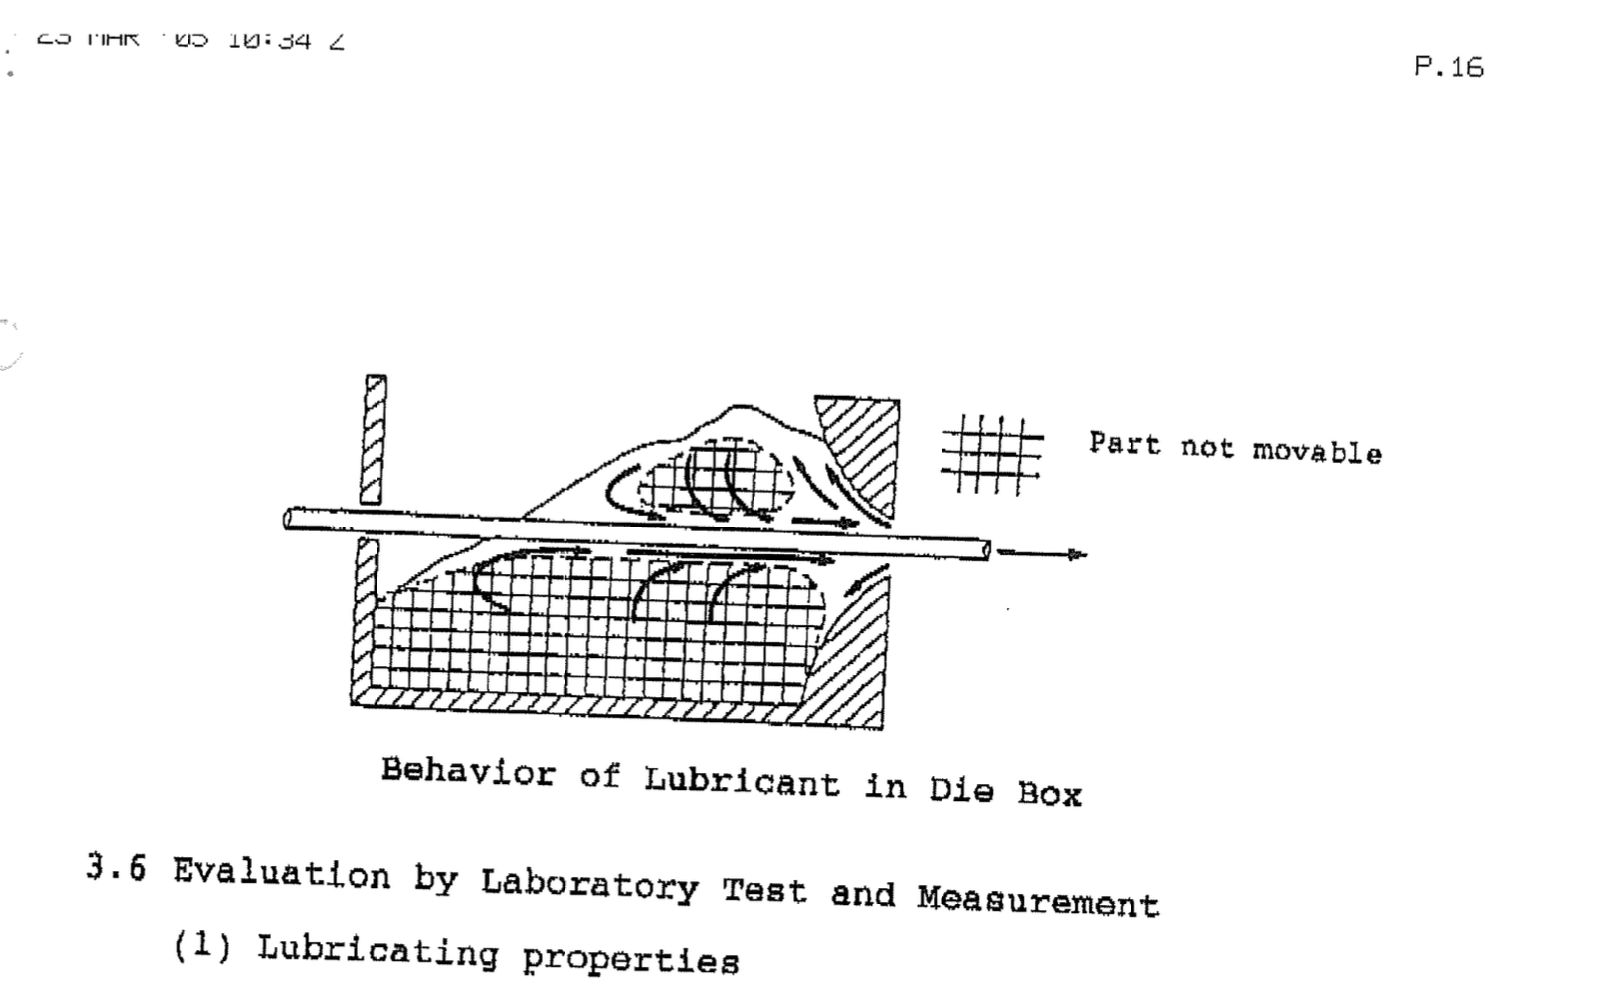 23 MAR '05 10:34 Z
P.16
Part not movable
Behavior of Lubricant in Die Box
3.6 Evaluation by Laboratory Test and Measurement
(1) Lubricating properties